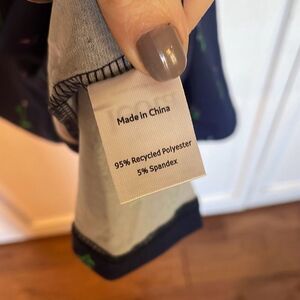 Made in China
95% Recycled Polyester
5% Spandex